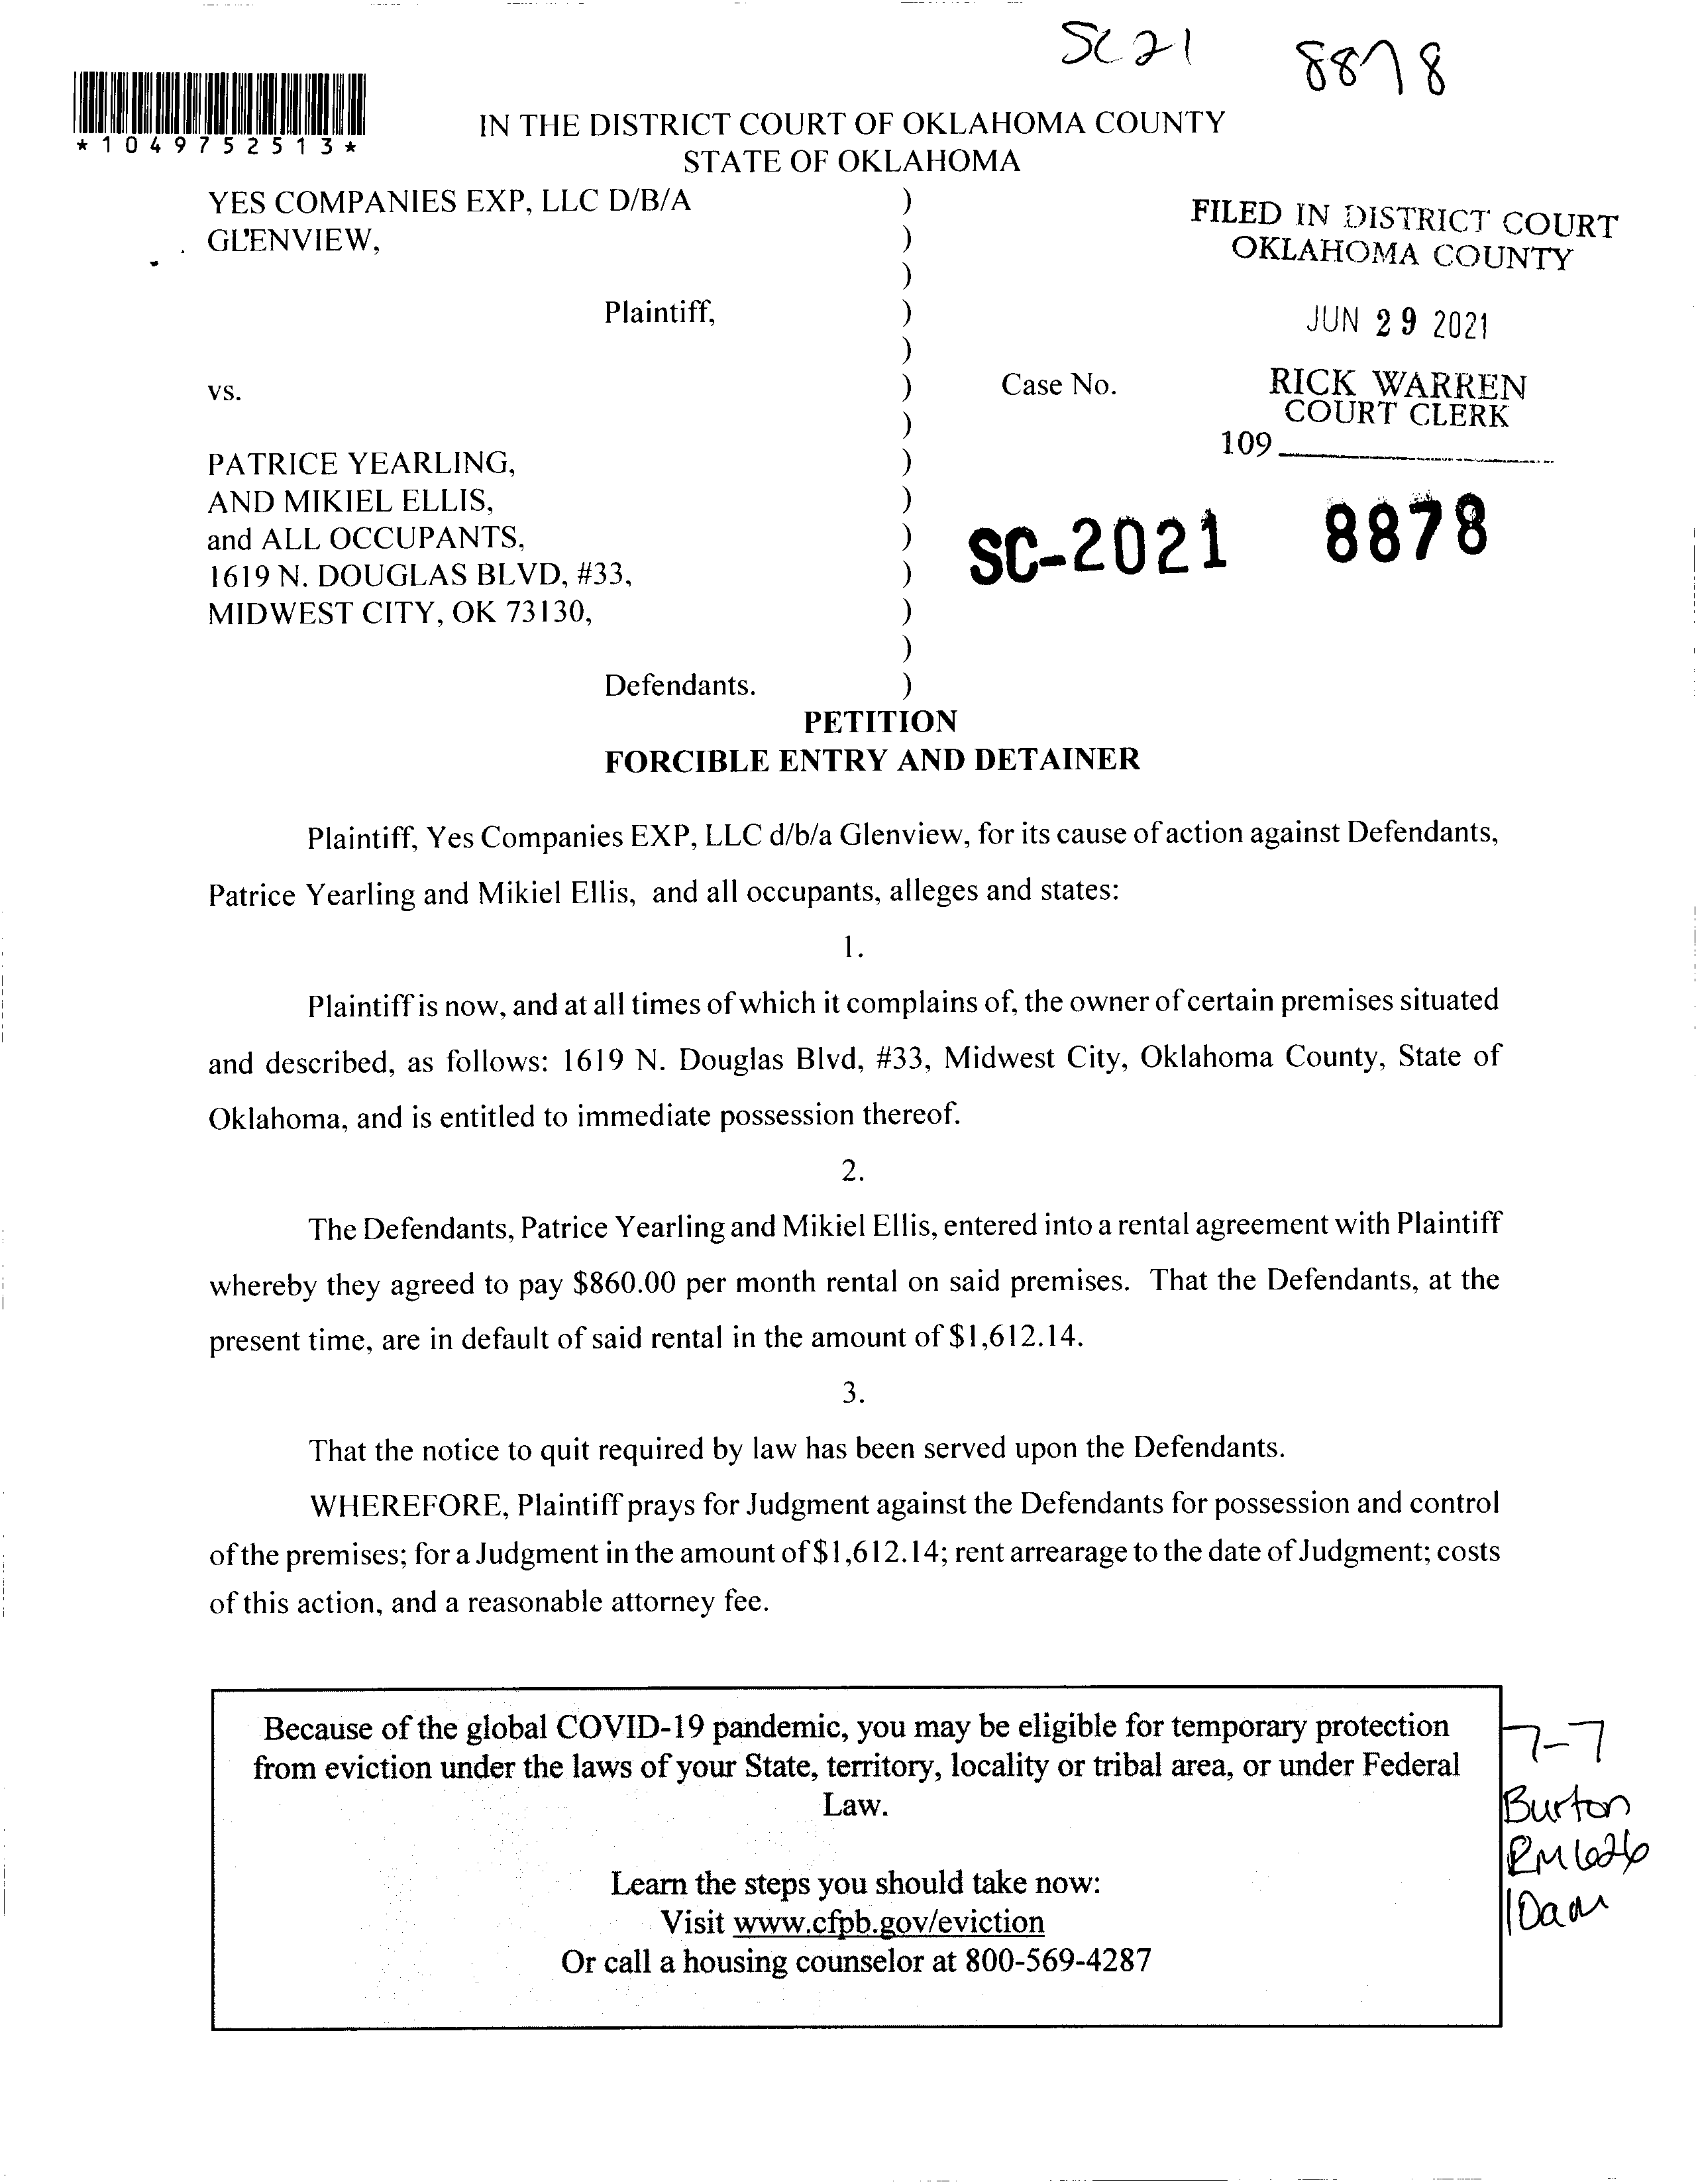 SC21 8878
*1049752513*
IN THE DISTRICT COURT OF OKLAHOMA COUNTY
STATE OF OKLAHOMA
YES COMPANIES EXP, LLC D/B/A )
GLENVIEW, )
)
Plaintiff, )
)
vs. )
)
PATRICE YEARLING, )
AND MIKIEL ELLIS, )
and ALL OCCUPANTS, )
1619 N. DOUGLAS BLVD, #33, )
MIDWEST CITY, OK 73130, )
)
Defendants. )
FILED IN DISTRICT COURT
OKLAHOMA COUNTY
JUN 29 2021
Case No.
RICK WARREN
COURT CLERK
109
SC-2021 8878
PETITION
FORCIBLE ENTRY AND DETAINER
Plaintiff, Yes Companies EXP, LLC d/b/a Glenview, for its cause of action against Defendants,
Patrice Yearling and Mikiel Ellis, and all occupants, alleges and states:
1.
Plaintiff is now, and at all times of which it complains of, the owner of certain premises situated
and described, as follows: 1619 N. Douglas Blvd, #33, Midwest City, Oklahoma County, State of
Oklahoma, and is entitled to immediate possession thereof.
2.
The Defendants, Patrice Yearling and Mikiel Ellis, entered into a rental agreement with Plaintiff
whereby they agreed to pay $860.00 per month rental on said premises. That the Defendants, at the
present time, are in default of said rental in the amount of $1,612.14.
3.
That the notice to quit required by law has been served upon the Defendants.
WHEREFORE, Plaintiff prays for Judgment against the Defendants for possession and control
of the premises; for a Judgment in the amount of $1,612.14; rent arrearage to the date of Judgment; costs
of this action, and a reasonable attorney fee.
Because of the global COVID-19 pandemic, you may be eligible for temporary protection
from eviction under the laws of your State, territory, locality or tribal area, or under Federal
Law.
Learn the steps you should take now:
Visit www.cfpb.gov/eviction
Or call a housing counselor at 800-569-4287
7-7
Burton
RM 626
10am